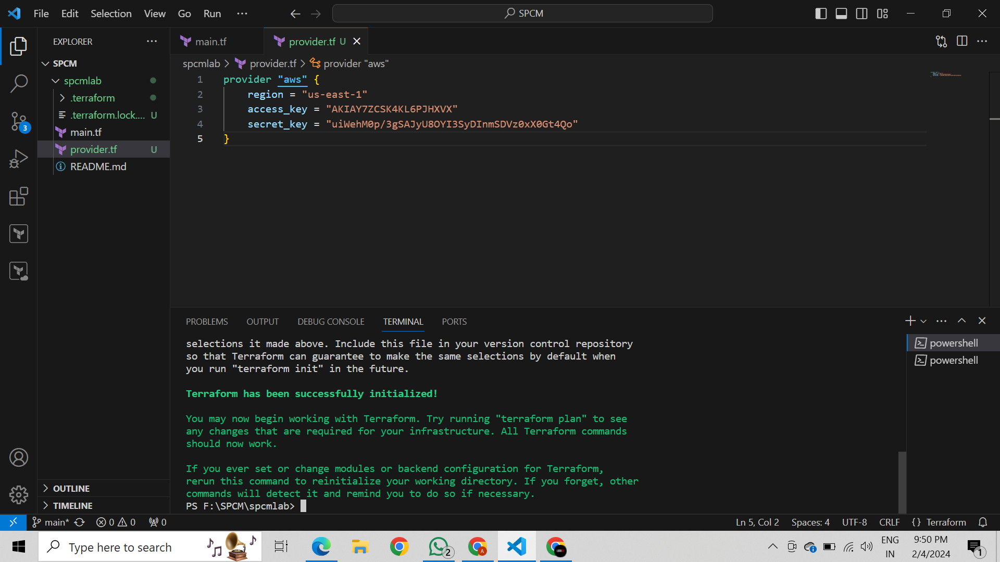 File Edit Selection View Go Run ···
SPCM
EXPLORER
SPCM
spcmlab
.terraform
.terraform.lock.... U
main.tf
provider.tf U
README.md
OUTLINE
TIMELINE
3
main.tf
provider.tf U
spcmlab > provider.tf > provider "aws"
1 provider "aws" {
2 region = "us-east-1"
3 access_key = "AKIAY7ZCSK4KL6PJHXVX"
4 secret_key = "uiWehM0p/3gSAJyU8OYI3SyDInmSDVz0xX0Gt4Qo"
5 }
PROBLEMS OUTPUT DEBUG CONSOLE TERMINAL PORTS
selections it made above. Include this file in your version control repository
so that Terraform can guarantee to make the same selections by default when
you run "terraform init" in the future.
Terraform has been successfully initialized!
You may now begin working with Terraform. Try running "terraform plan" to see
any changes that are required for your infrastructure. All Terraform commands
should now work.
If you ever set or change modules or backend configuration for Terraform,
rerun this command to reinitialize your working directory. If you forget, other
commands will detect it and remind you to do so if necessary.
PS F:\SPCM\spcmlab>
powershell
powershell
main* 0 0 0
Ln 5, Col 2 Spaces: 4 UTF-8 CRLF {} Terraform
Type here to search
2
A
ENG
IN
9:50 PM
2/4/2024
1